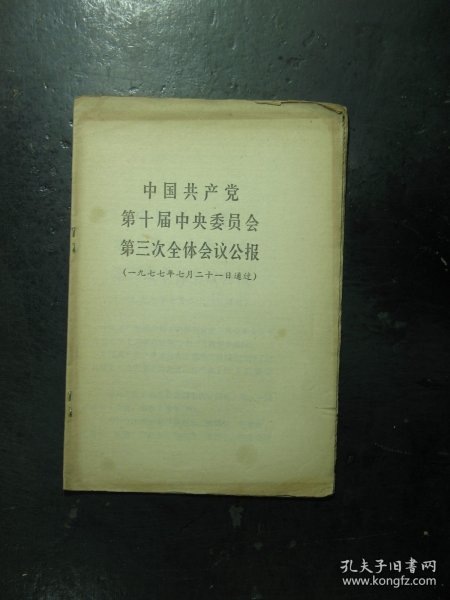 中国共产党
第十届中央委员会
第三次全体会议公报
(一九七七年七月二十一日通过)
孔夫子旧书网
www.kongfz.com